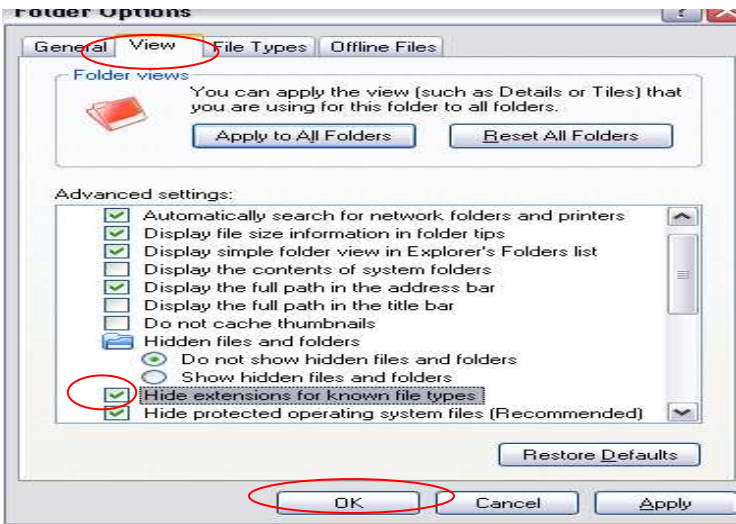 Folder Options
General View File Types Offline Files
Folder views
You can apply the view (such as Details or Tiles) that
you are using for this folder to all folders.
Apply to All Folders Reset All Folders
Advanced settings:
Automatically search for network folders and printers
Display file size information in folder tips
Display simple folder view in Explorer's Folders list
Display the contents of system folders
Display the full path in the address bar
Display the full path in the title bar
Do not cache thumbnails
Hidden files and folders
Do not show hidden files and folders
Show hidden files and folders
Hide extensions for known file types
Hide protected operating system files (Recommended)
Restore Defaults
OK Cancel Apply